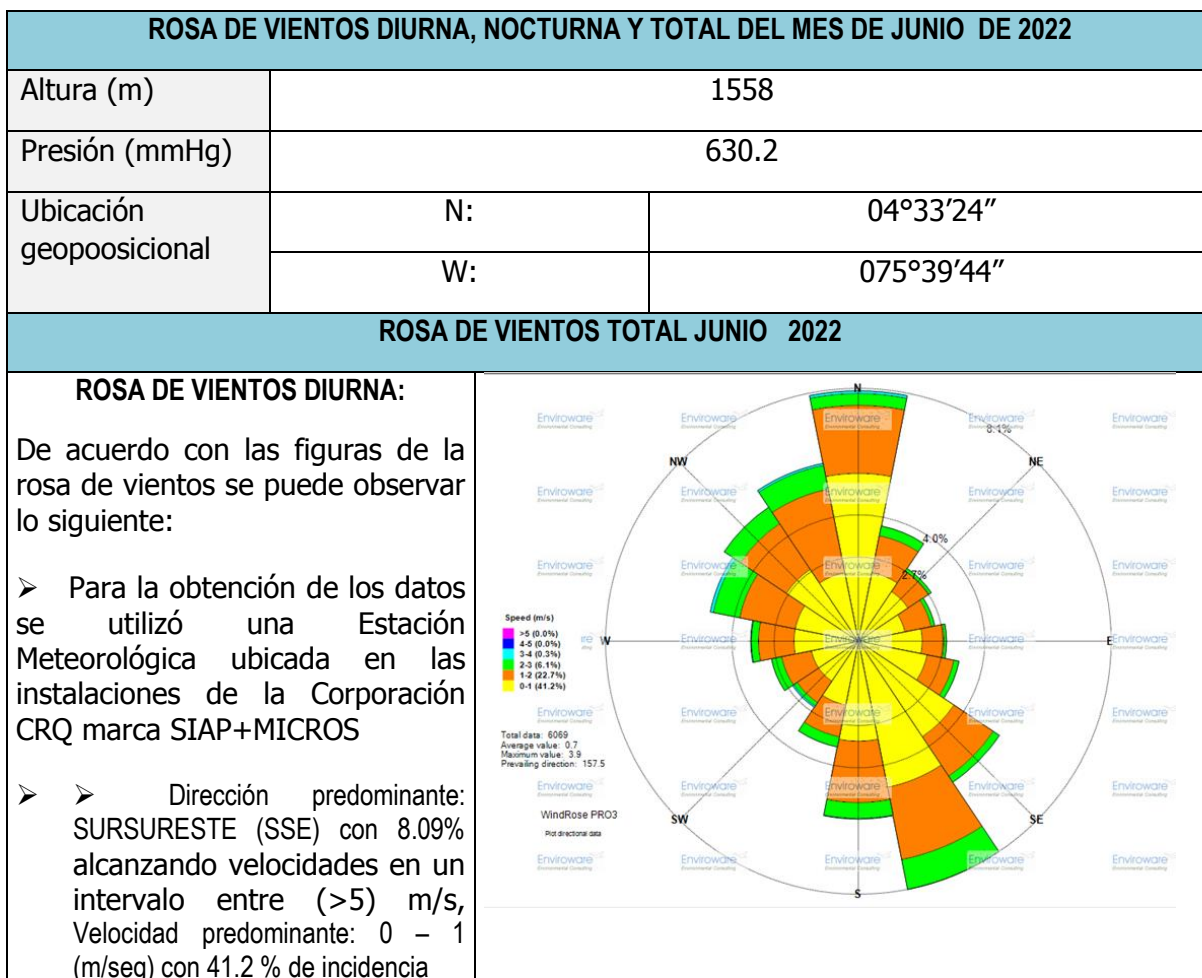 ROSA DE VIENTOS DIURNA, NOCTURNA Y TOTAL DEL MES DE JUNIO DE 2022
Altura (m) 1558
Presión (mmHg) 630.2
Ubicación
geopoosicional
N: 04°33’24”
W: 075°39’44”
ROSA DE VIENTOS TOTAL JUNIO 2022
ROSA DE VIENTOS DIURNA:
De acuerdo con las figuras de la
rosa de vientos se puede observar
lo siguiente:
➢ Para la obtención de los datos
se utilizó una Estación
Meteorológica ubicada en las
instalaciones de la Corporación
CRQ marca SIAP+MICROS
➢ ➢ Dirección predominante:
SURSURESTE (SSE) con 8.09%
alcanzando velocidades en un
intervalo entre (>5) m/s,
Velocidad predominante: 0 – 1
(m/seg) con 41.2 % de incidencia
N
8.1%
NW
NE
4.0%
2.7%
W
E
SW
SE
S
Speed (m/s)
>5 (0.0%)
4-5 (0.0%)
3-4 (0.3%)
2-3 (6.1%)
1-2 (22.7%)
0-1 (41.2%)
Total data: 6069
Average value: 0.7
Maximum value: 3.9
Prevailing direction: 157.5
WindRose PRO3
Plot directional data
Enviroware
Environmental Consulting